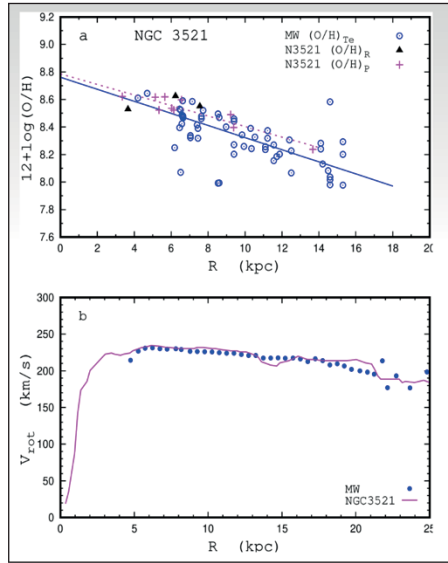 a NGC 3521
MW (O/H)Te
N3521 (O/H)R
N3521 (O/H)P
12+log(O/H)
9.2
9.0
8.8
8.6
8.4
8.2
8.0
7.8
7.6
0 2 4 6 8 10 12 14 16 18 20
R (kpc)
b
Vrot (km/s)
300
250
200
150
100
50
0
MW
NGC3521
0 5 10 15 20 25
R (kpc)